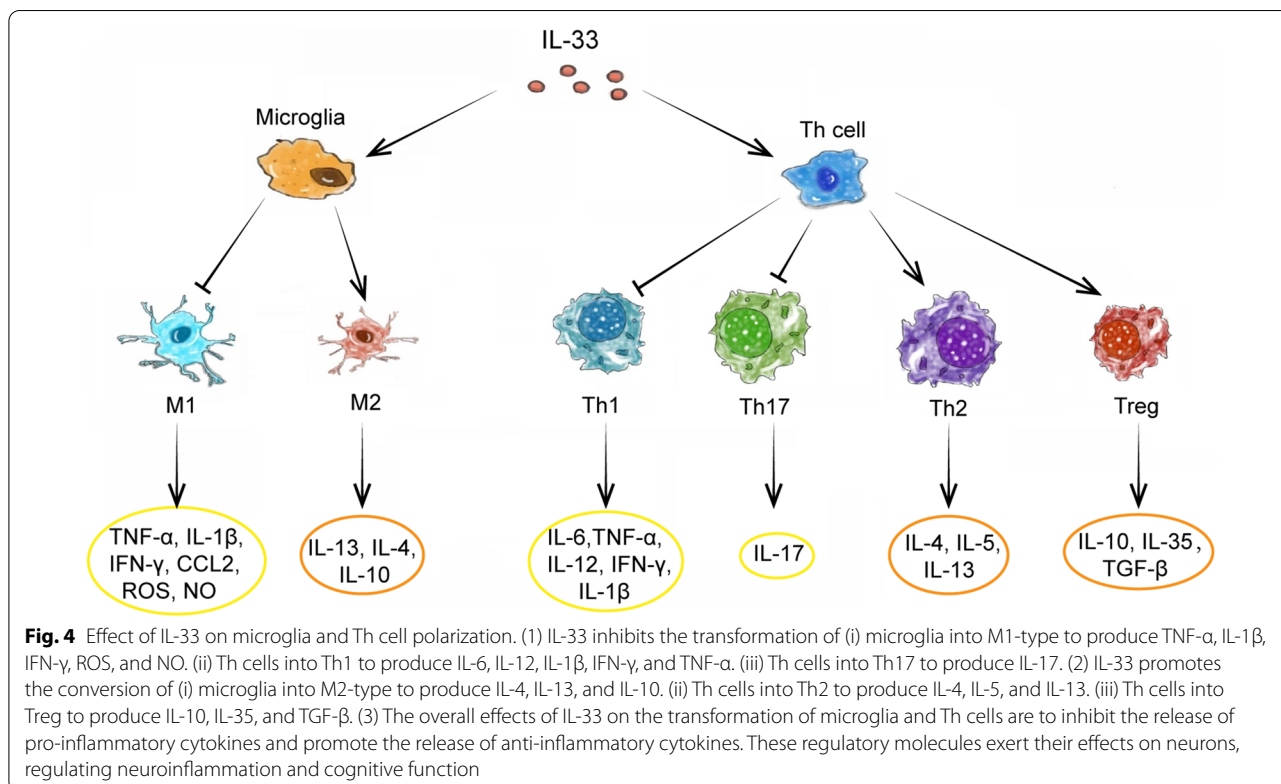 IL-33
Microglia
Th cell
M1
M2
Th1
Th17
Th2
Treg
TNF-α, IL-1β,
IFN-γ, CCL2,
ROS, NO
IL-13, IL-4,
IL-10
IL-6,TNF-α,
IL-12, IFN-γ,
IL-1β
IL-17
IL-4, IL-5,
IL-13
IL-10, IL-35,
TGF-β
Fig. 4 Effect of IL-33 on microglia and Th cell polarization. (1) IL-33 inhibits the transformation of (i) microglia into M1-type to produce TNF-α, IL-1β,
IFN-γ, ROS, and NO. (ii) Th cells into Th1 to produce IL-6, IL-12, IL-1β, IFN-γ, and TNF-α. (iii) Th cells into Th17 to produce IL-17. (2) IL-33 promotes
the conversion of (i) microglia into M2-type to produce IL-4, IL-13, and IL-10. (ii) Th cells into Th2 to produce IL-4, IL-5, and IL-13. (iii) Th cells into
Treg to produce IL-10, IL-35, and TGF-β. (3) The overall effects of IL-33 on the transformation of microglia and Th cells are to inhibit the release of
pro-inflammatory cytokines and promote the release of anti-inflammatory cytokines. These regulatory molecules exert their effects on neurons,
regulating neuroinflammation and cognitive function